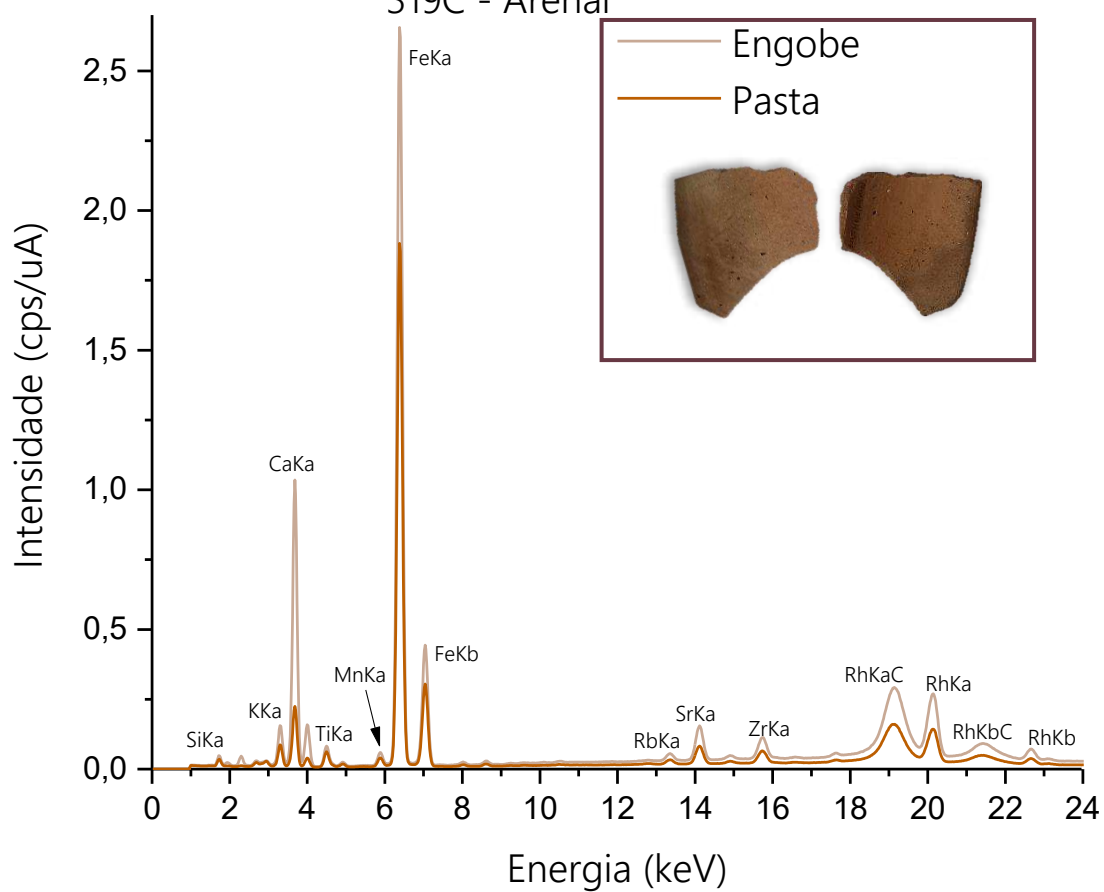 S19C - Arenal
Engobe
Pasta
FeKa
CaKa
KKa
SiKa
TiKa
MnKa
FeKb
RbKa
SrKa
ZrKa
RhKaC
RhKa
RhKbC
RhKb
2,5
2,0
1,5
1,0
0,5
0,0
0 2 4 6 8 10 12 14 16 18 20 22 24
Intensidade (cps/uA)
Energia (keV)